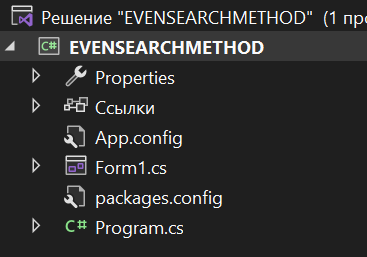 Решение "EVENSEARCHMETHOD" (1 про
C# EVENSEARCHMETHOD
Properties
Ссылки
App.config
Form1.cs
packages.config
C# Program.cs